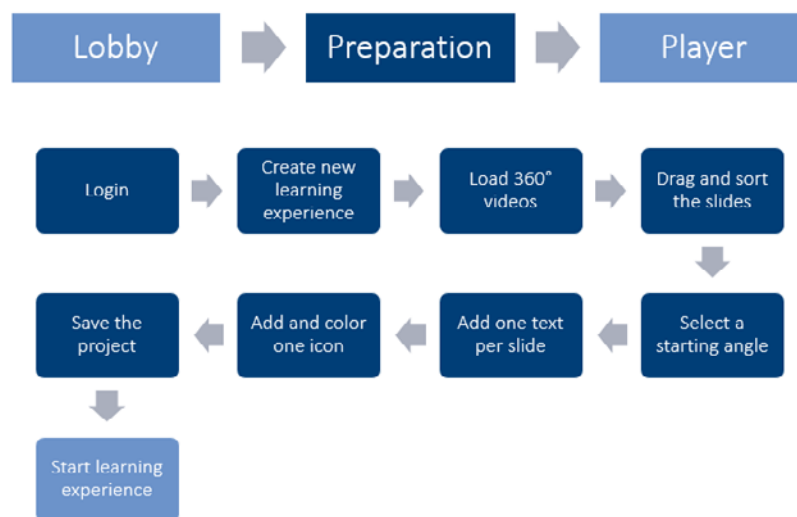 Lobby
Preparation
Player
Login
Create new
learning
experience
Load 360°
videos
Drag and sort
the slides
Select a
starting angle
Add one text
per slide
Add and color
one icon
Save the
project
Start learning
experience